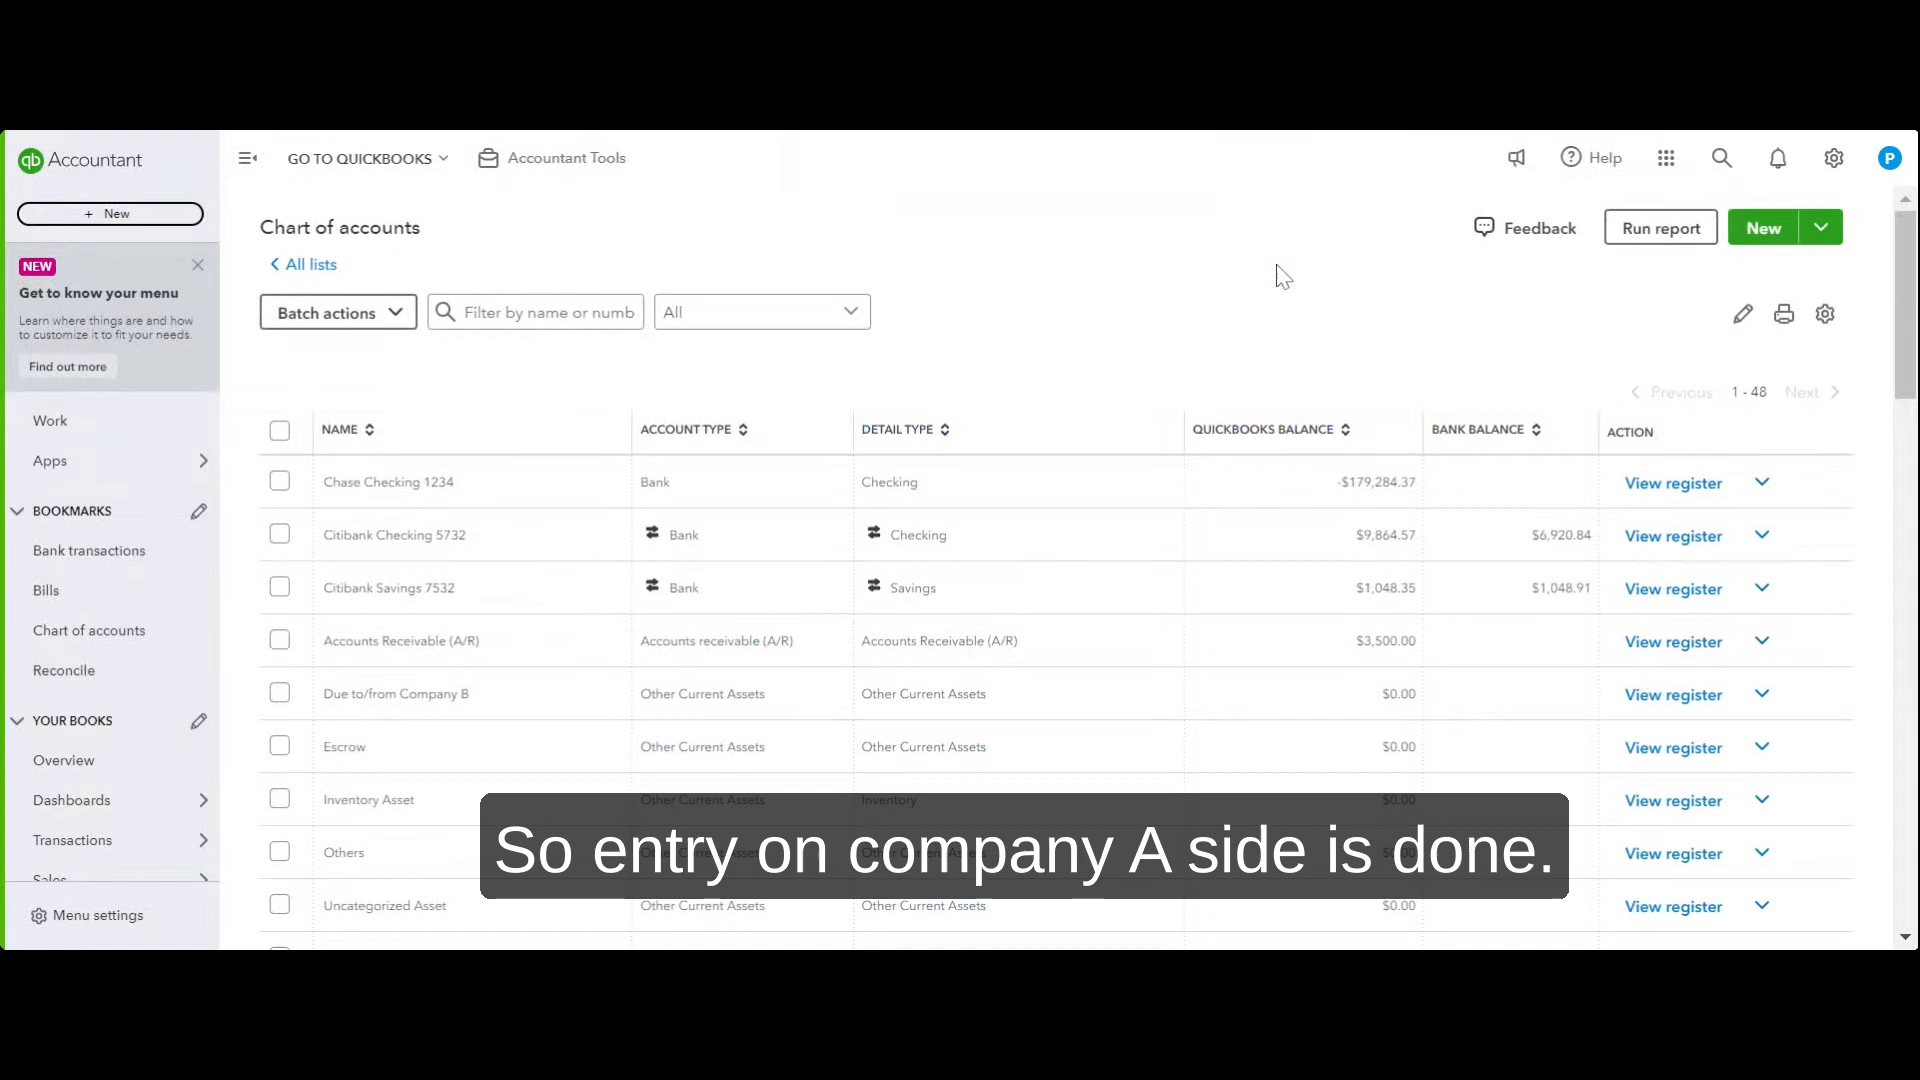 qb Accountant
GO TO QUICKBOOKS
Accountant Tools
Help
P
+ New
Chart of accounts
Feedback
Run report
New
All lists
NEW
Get to know your menu
Learn where things are and how
to customize it to fit your needs.
Find out more
Batch actions
Filter by name or numb
All
Previous 1 - 48 Next
Work
Apps
BOOKMARKS
Bank transactions
Bills
Chart of accounts
Reconcile
YOUR BOOKS
Overview
Dashboards
Transactions
Sales
Menu settings
NAME ACCOUNT TYPE DETAIL TYPE QUICKBOOKS BALANCE BANK BALANCE ACTION
Chase Checking 1234 Bank Checking -$179,284.37 View register
Citibank Checking 5732 Bank Checking $9,864.57 $6,920.84 View register
Citibank Savings 7532 Bank Savings $1,048.35 $1,048.91 View register
Accounts Receivable (A/R) Accounts receivable (A/R) Accounts Receivable (A/R) $3,500.00 View register
Due to/from Company B Other Current Assets Other Current Assets $0.00 View register
Escrow Other Current Assets Other Current Assets $0.00 View register
Inventory Asset Other Current Assets Inventory $0.00 View register
Others View register
Uncategorized Asset Other Current Assets Other Current Assets $0.00 View register
So entry on company A side is done.